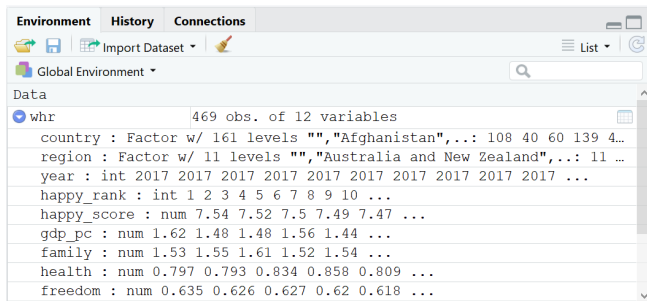 Environment History Connections
Import Dataset List
Global Environment
Data
whr 469 obs. of 12 variables
country : Factor w/ 161 levels "","Afghanistan",..: 108 40 60 139 4…
region : Factor w/ 11 levels "","Australia and New Zealand",..: 11 …
year : int 2017 2017 2017 2017 2017 2017 2017 2017 2017 2017 ...
happy_rank : int 1 2 3 4 5 6 7 8 9 10 ...
happy_score : num 7.54 7.52 7.5 7.49 7.47 ...
gdp_pc : num 1.62 1.48 1.48 1.56 1.44 ...
family : num 1.53 1.55 1.61 1.52 1.54 ...
health : num 0.797 0.793 0.834 0.858 0.809 ...
freedom : num 0.635 0.626 0.627 0.62 0.618 ...